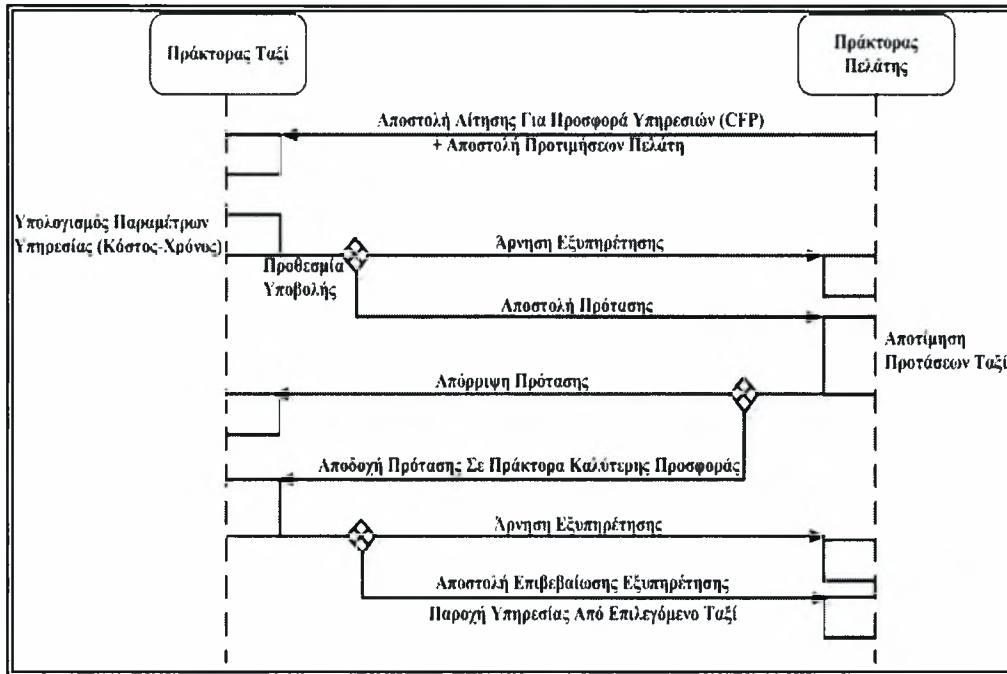 Πράκτορας Ταξί
Πράκτορας
Πελάτης
Αποστολή Αίτησης Για Προσφορά Υπηρεσιών (CFP)
+ Αποστολή Προτιμήσεων Πελάτη
Υπολογισμός Παραμέτρων
Υπηρεσίας (Κόστος-Χρόνος)
Προθεσμία
Υποβολής
Άρνηση Εξυπηρέτησης
Αποστολή Πρότασης
Αποτίμηση
Προτάσεων Ταξί
Απόρριψη Πρότασης
Αποδοχή Πρότασης Σε Πράκτορα Καλύτερης Προσφοράς
Άρνηση Εξυπηρέτησης
Αποστολή Επιβεβαίωσης Εξυπηρέτησης
Παροχή Υπηρεσίας Από Επιλεγόμενο Ταξί